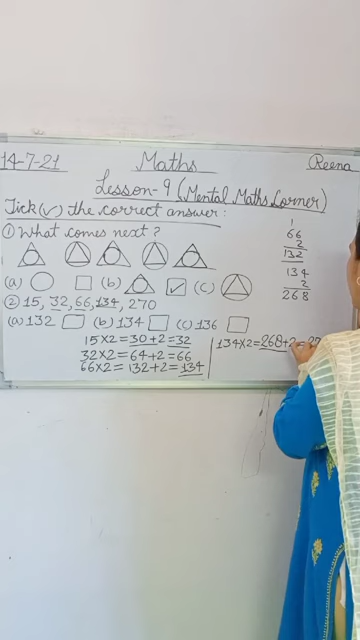 14-7-21 Maths Reena
Lesson-9 (Mental Maths Corner)
Tick (✓) the correct answer:
① What comes next?
(a) (b) ✓ (c)
② 15, 32, 66, 134, 270
(a) 132 (b) 134 (c) 136
15×2=30+2=32
32×2=64+2=66
66×2=132+2=134
134×2=268+2=27
1
66
2
132
134
2
268